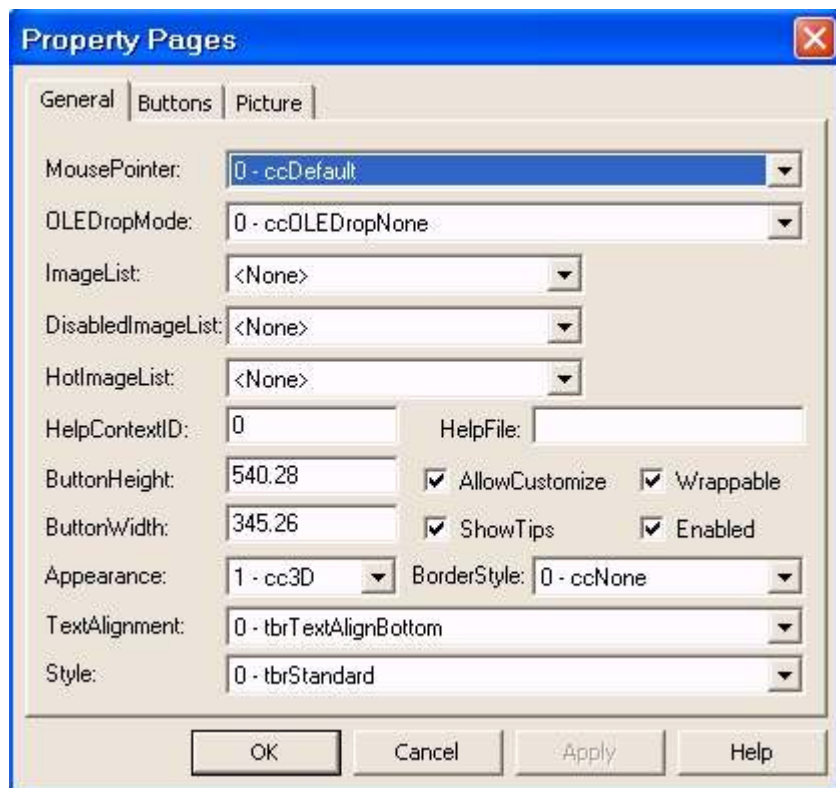 Property Pages
General Buttons Picture
MousePointer: 0 - ccDefault
OLEDropMode: 0 - ccOLEDropNone
ImageList: <None>
DisabledImageList: <None>
HotImageList: <None>
HelpContextID: 0 HelpFile:
ButtonHeight: 540.28 AllowCustomize Wrappable
ButtonWidth: 345.26 ShowTips Enabled
Appearance: 1 - cc3D BorderStyle: 0 - ccNone
TextAlignment: 0 - tbrTextAlignBottom
Style: 0 - tbrStandard
OK Cancel Apply Help